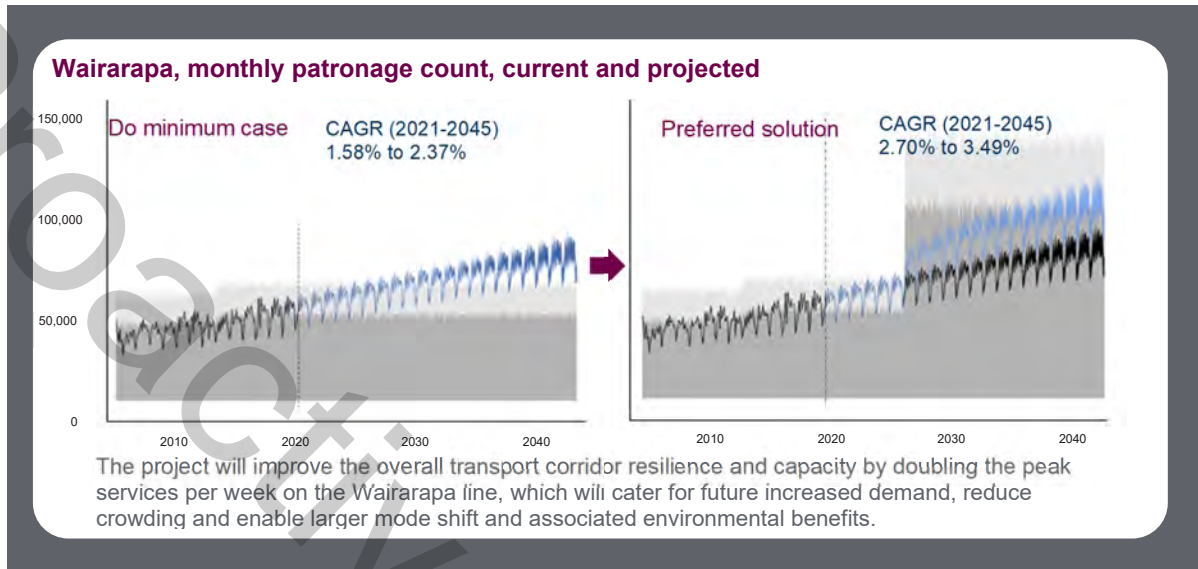 Wairarapa, monthly patronage count, current and projected
150,000
100,000
50,000
0
Do minimum case
CAGR (2021-2045)
1.58% to 2.37%
2010
2020
2030
2040
Preferred solution
CAGR (2021-2045)
2.70% to 3.49%
2010
2020
2030
2040
The project will improve the overall transport corridor resilience and capacity by doubling the peak
services per week on the Wairarapa line, which will cater for future increased demand, reduce
crowding and enable larger mode shift and associated environmental benefits.